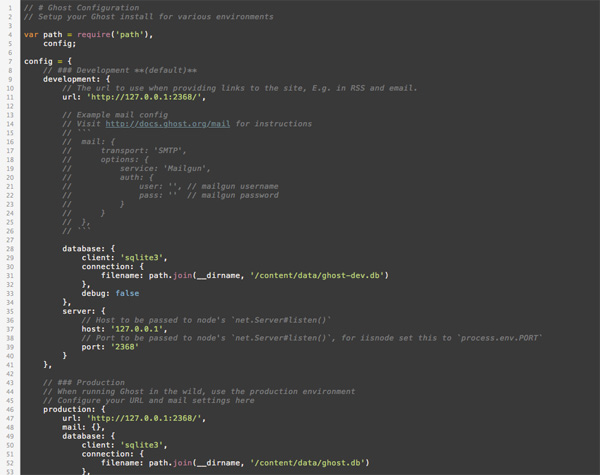 1 // # Ghost Configuration
2 // Setup your Ghost install for various environments
3
4 var path = require('path'),
5     config;
6
7 config = {
8     // ### Development **(default)**
9     development: {
10         // The url to use when providing links to the site, E.g. in RSS and email.
11         url: 'http://127.0.0.1:2368/',
12
13         // Example mail config
14         // Visit http://docs.ghost.org/mail for instructions
15         // ```
16         //  mail: {
17         //      transport: 'SMTP',
18         //      options: {
19         //          service: 'Mailgun',
20         //          auth: {
21         //              user: '', // mailgun username
22         //              pass: ''  // mailgun password
23         //          }
24         //      }
25         //  },
26         // ```
27
28         database: {
29             client: 'sqlite3',
30             connection: {
31                 filename: path.join(__dirname, '/content/data/ghost-dev.db')
32             },
33             debug: false
34         },
35         server: {
36             // Host to be passed to node's `net.Server#listen()`
37             host: '127.0.0.1',
38             // Port to be passed to node's `net.Server#listen()`, for iisnode set this to `process.env.PORT`
39             port: '2368'
40         }
41     },
42
43     // ### Production
44     // When running Ghost in the wild, use the production environment
45     // Configure your URL and mail settings here
46     production: {
47         url: 'http://127.0.0.1:2368/',
48         mail: {},
49         database: {
50             client: 'sqlite3',
51             connection: {
52                 filename: path.join(__dirname, '/content/data/ghost.db')
53             },